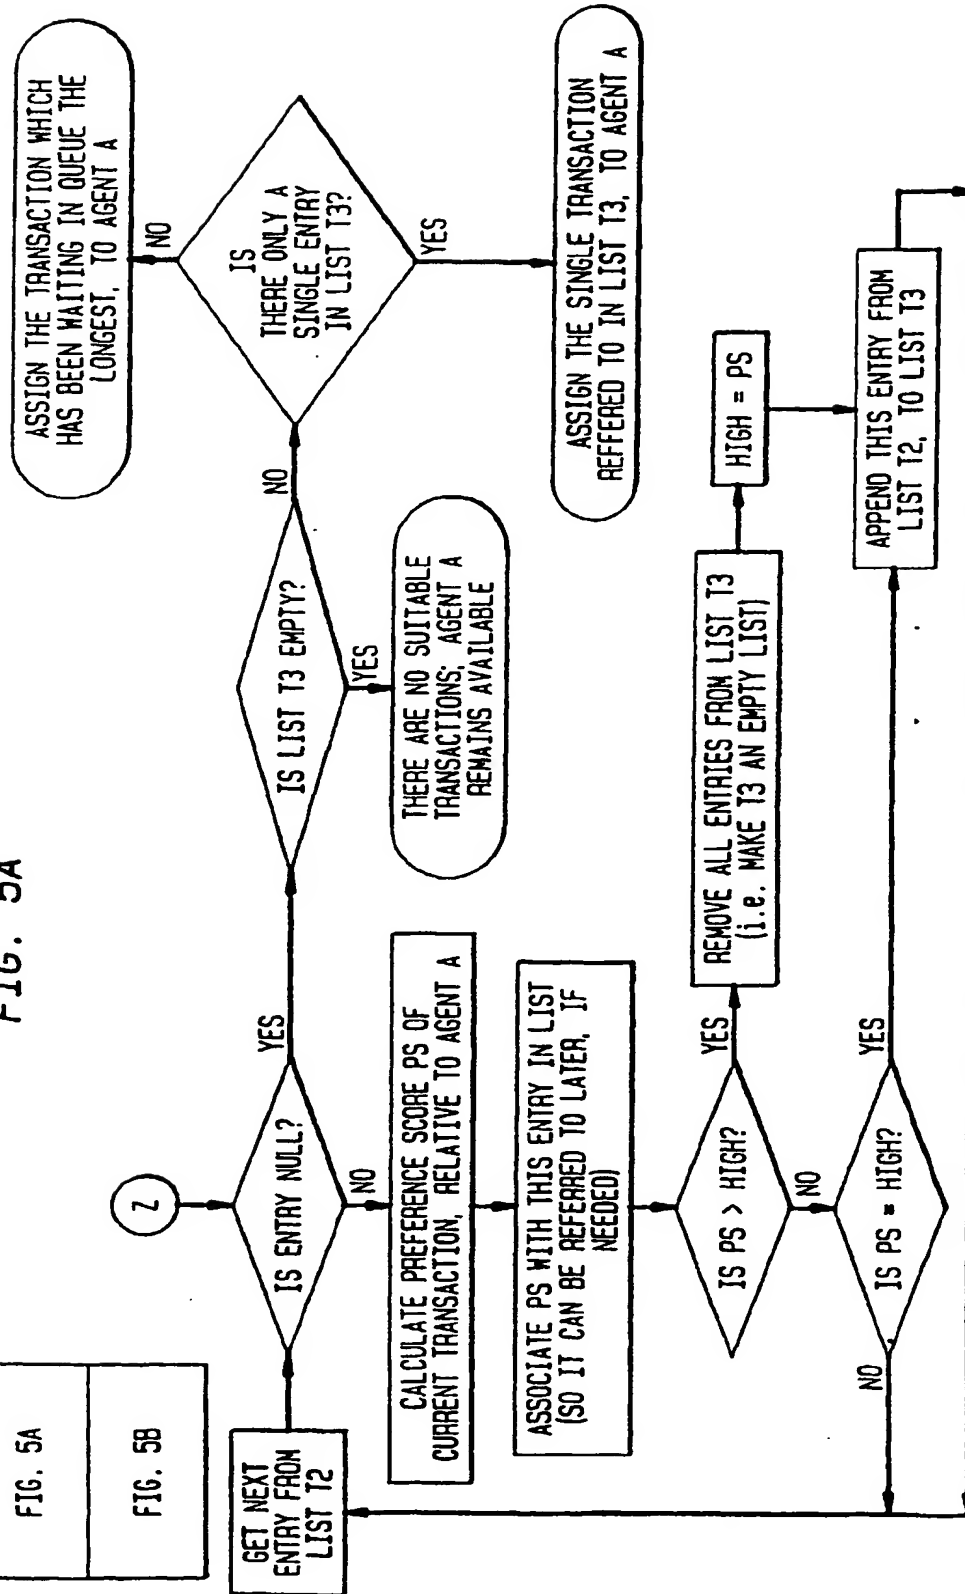 FIG. 5A
FIG. 5B
FIG. 5A
Z
GET NEXT
ENTRY FROM
LIST T2
IS ENTRY NULL?
YES
NO
IS LIST T3 EMPTY?
NO
YES
IS
THERE ONLY A
SINGLE ENTRY
IN LIST T3?
NO
YES
ASSIGN THE TRANSACTION WHICH
HAS BEEN WAITING IN QUEUE THE
LONGEST, TO AGENT A
THERE ARE NO SUITABLE
TRANSACTIONS; AGENT A
REMAINS AVAILABLE
ASSIGN THE SINGLE TRANSACTION
REFFERED TO IN LIST T3, TO AGENT A
CALCULATE PREFERENCE SCORE PS OF
CURRENT TRANSACTION, RELATIVE TO AGENT A
ASSOCIATE PS WITH THIS ENTRY IN LIST
(SO IT CAN BE REFERRED TO LATER, IF
NEEDED)
IS PS > HIGH?
YES
NO
REMOVE ALL ENTRIES FROM LIST T3
(i.e. MAKE T3 AN EMPTY LIST)
HIGH = PS
IS PS = HIGH?
YES
NO
APPEND THIS ENTRY FROM
LIST T2, TO LIST T3